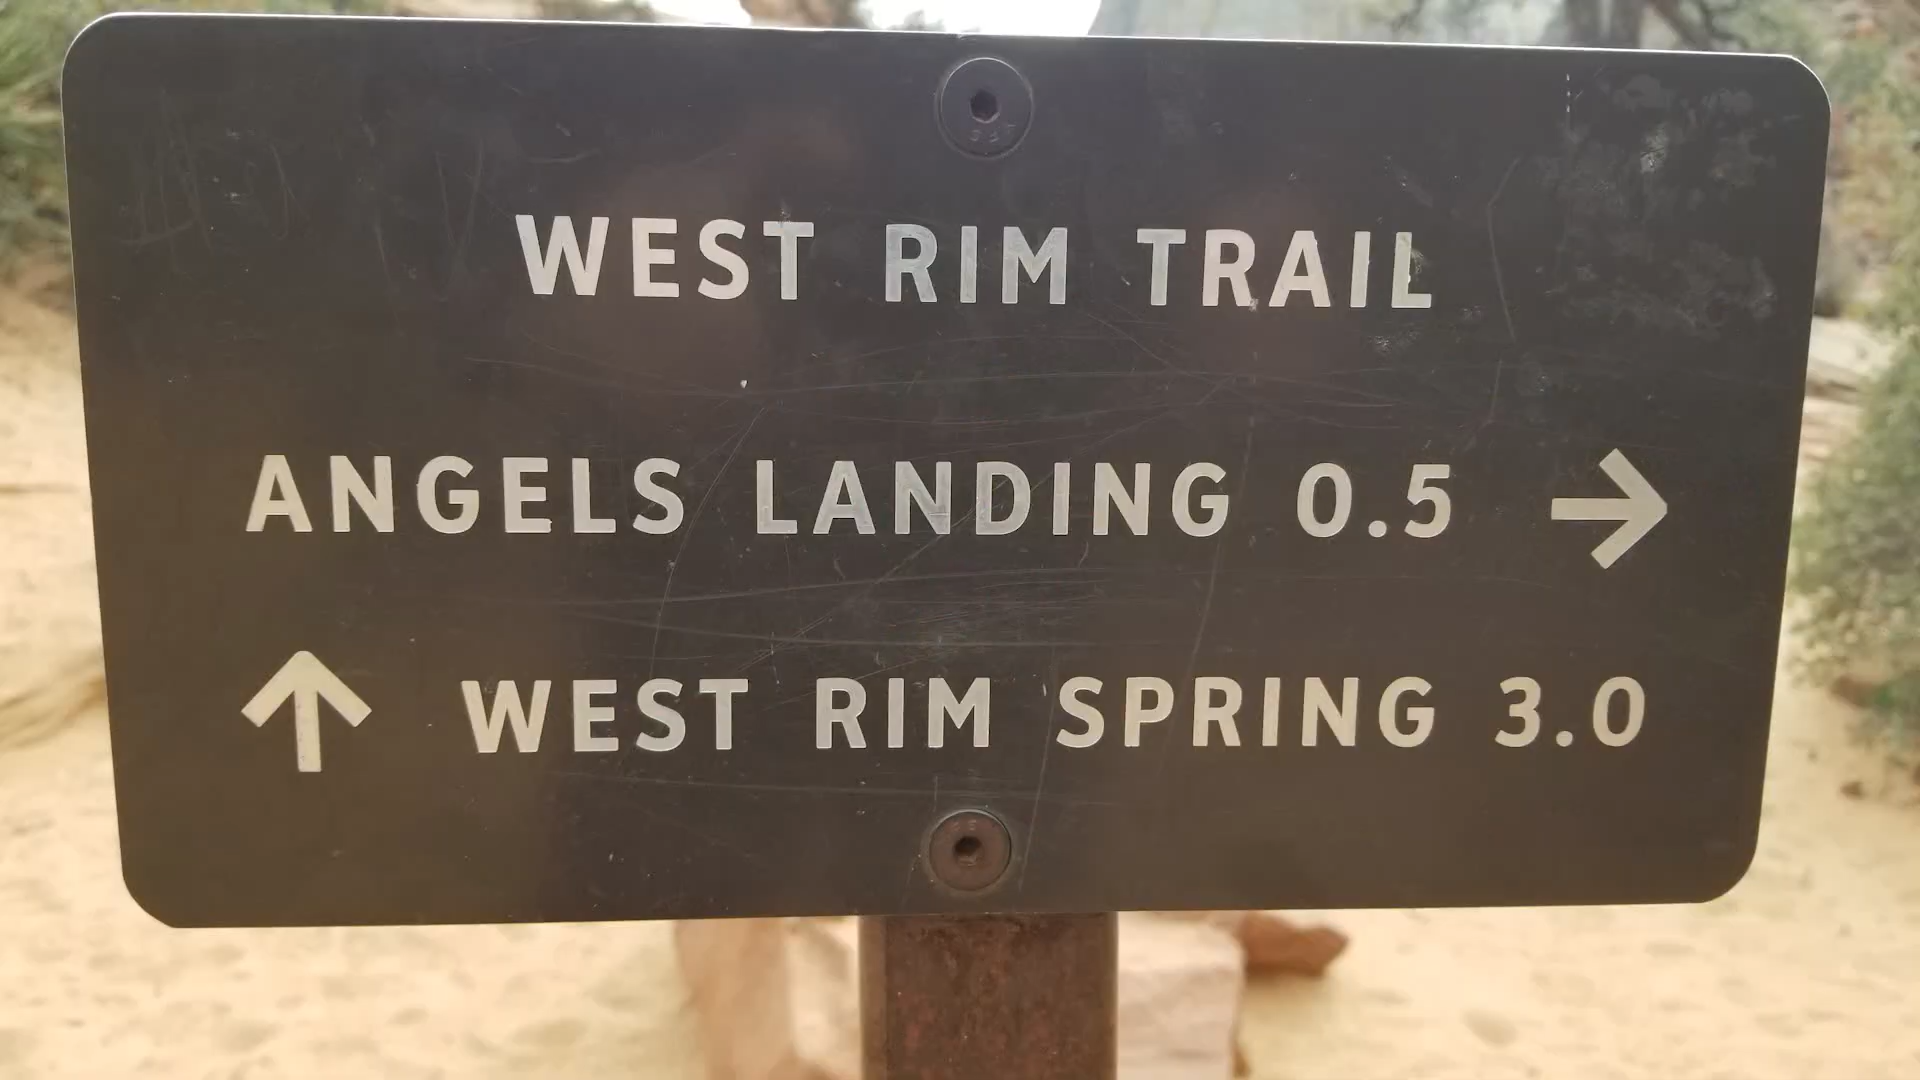 WEST RIM TRAIL
ANGELS LANDING 0.5 →
↑ WEST RIM SPRING 3.0